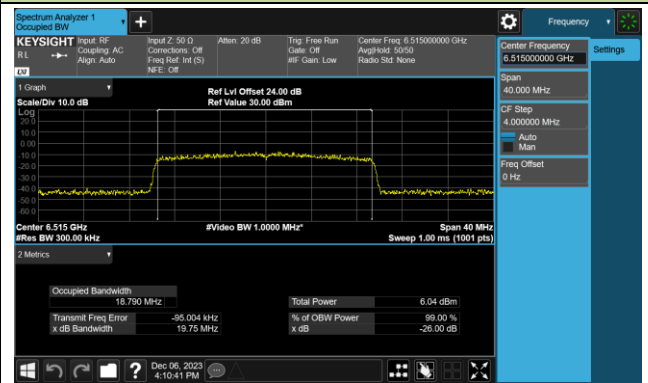 Spectrum Analyzer 1
Occupied BW
+
Frequency
KEYSIGHT
R L
Input: RF
Coupling: AC
Align: Auto
Input Z: 50 Ω
Corrections: Off
Freq Ref: Int (S)
NFE: Off
Atten: 20 dB
Trig: Free Run
Gate: Off
#IF Gain: Low
Center Freq: 6.515000000 GHz
Avg|Hold: 50/50
Radio Std: None
Center Frequency
6.515000000 GHz
Settings
Span
40.000 MHz
CF Step
4.000000 MHz
Auto
Man
Freq Offset
0 Hz
1 Graph
Scale/Div 10.0 dB
Ref Lvl Offset 24.00 dB
Ref Value 30.00 dBm
Log
20.0
10.0
0.00
-10.0
-20.0
-30.0
-40.0
-50.0
-60.0
Center 6.515 GHz
#Res BW 300.00 kHz
#Video BW 1.0000 MHz*
Span 40 MHz
Sweep 1.00 ms (1001 pts)
2 Metrics
Occupied Bandwidth
18.790 MHz
Total Power
6.04 dBm
Transmit Freq Error
-95.004 kHz
% of OBW Power
99.00 %
x dB Bandwidth
19.75 MHz
x dB
-26.00 dB
?
Dec 06, 2023
4:10:41 PM